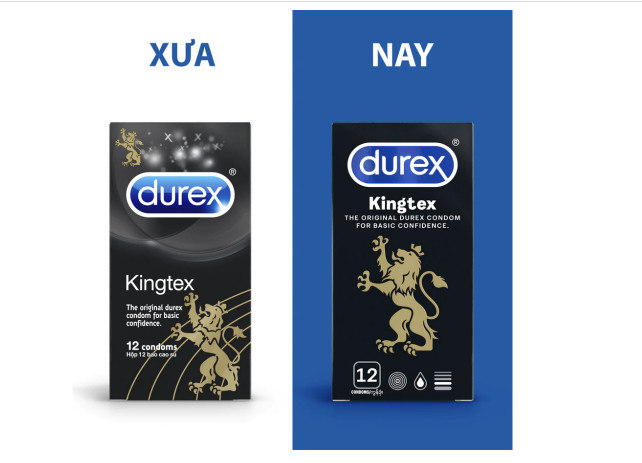 XƯA
NAY
durex®
Kingtex
The original durex
condom for basic
confidence.
12 condoms
Hộp 12 bao cao su
durex®
Kingtex
THE ORIGINAL DUREX CONDOM
FOR BASIC CONFIDENCE.
12